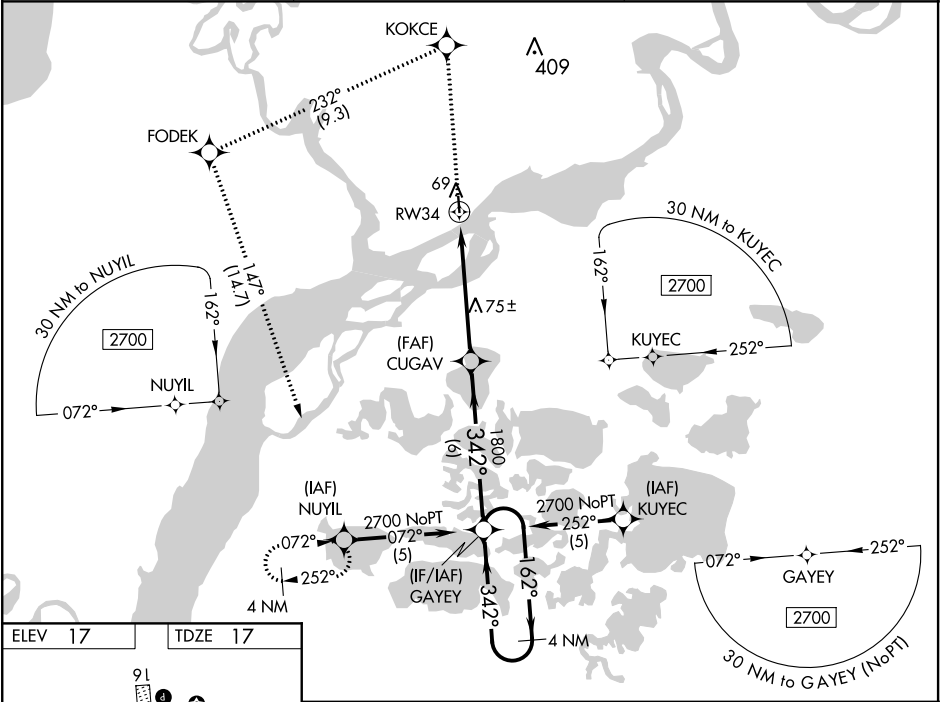 KOKCE
409
232°
(9.3)
FODEK
69
RW34
147°
(14.7)
30 NM to NUYIL
162°
2700
NUYIL
072°
30 NM to KUYEC
162°
2700
KUYEC
252°
75±
(FAF)
CUGAV
1800
342°
(6)
(IAF)
NUYIL
2700 NoPT
072°
(5)
072°
252°
4 NM
(IF/IAF)
GAYEY
2700 NoPT
252°
(5)
(IAF)
KUYEC
162°
342°
4 NM
072°
252°
GAYEY
2700
30 NM to GAYEY (NoPT)
ELEV 17
TDZE 17
16
P